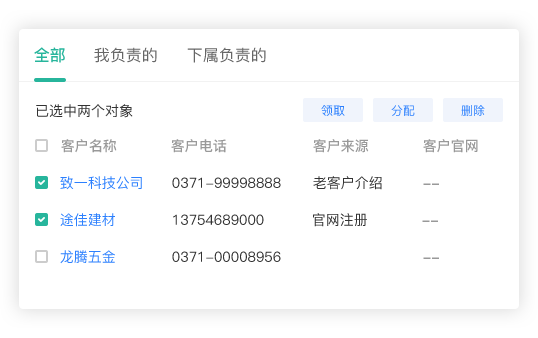 全部 我负责的 下属负责的
已选中两个对象 领取 分配 删除
客户名称 客户电话 客户来源 客户官网
致一科技公司 0371-99998888 老客户介绍 --
途佳建材 13754689000 官网注册 --
龙腾五金 0371-00008956 --